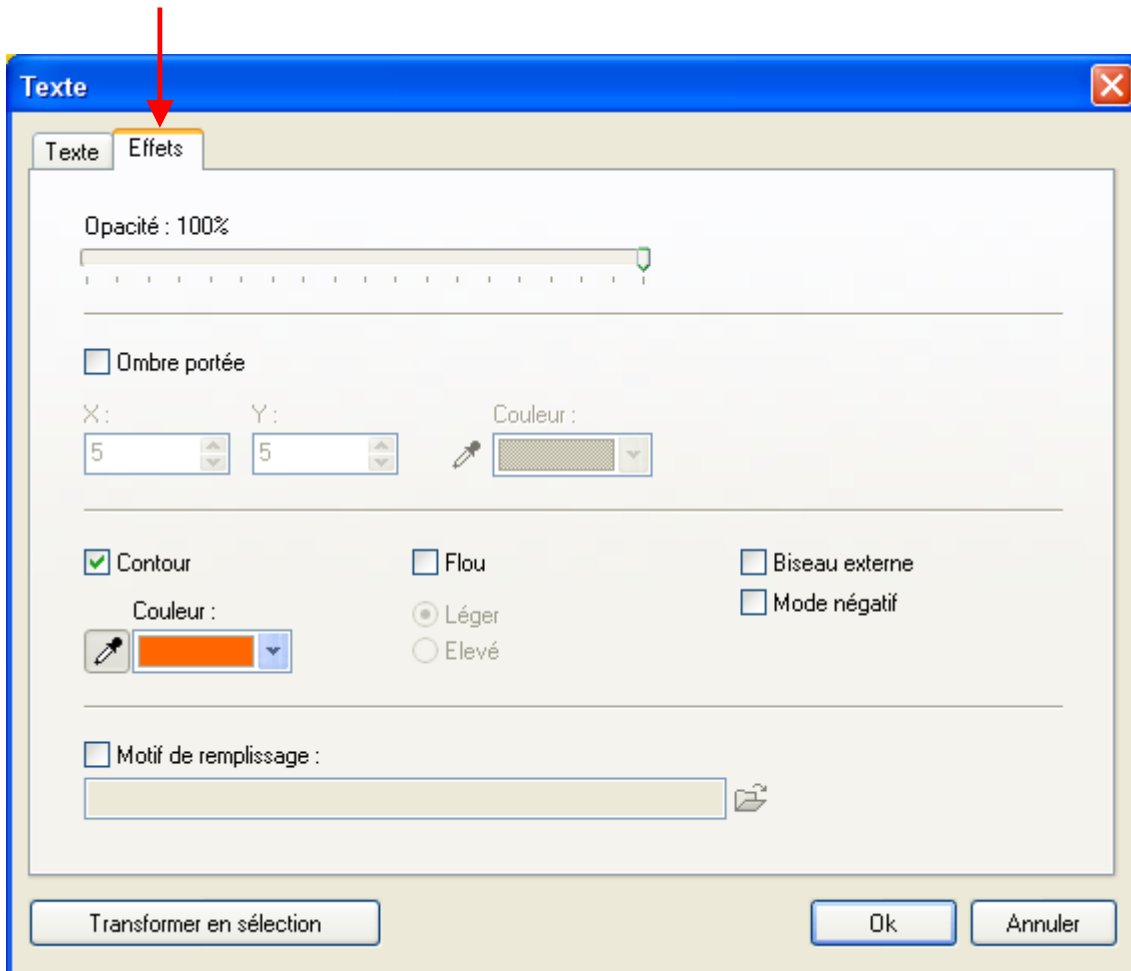 Texte
Texte Effets
Opacité : 100%
Ombre portée
X : Y : Couleur :
5 5
Contour Flou Biseau externe
Couleur : Léger Mode négatif
Elevé
Motif de remplissage :
Transformer en sélection Ok Annuler